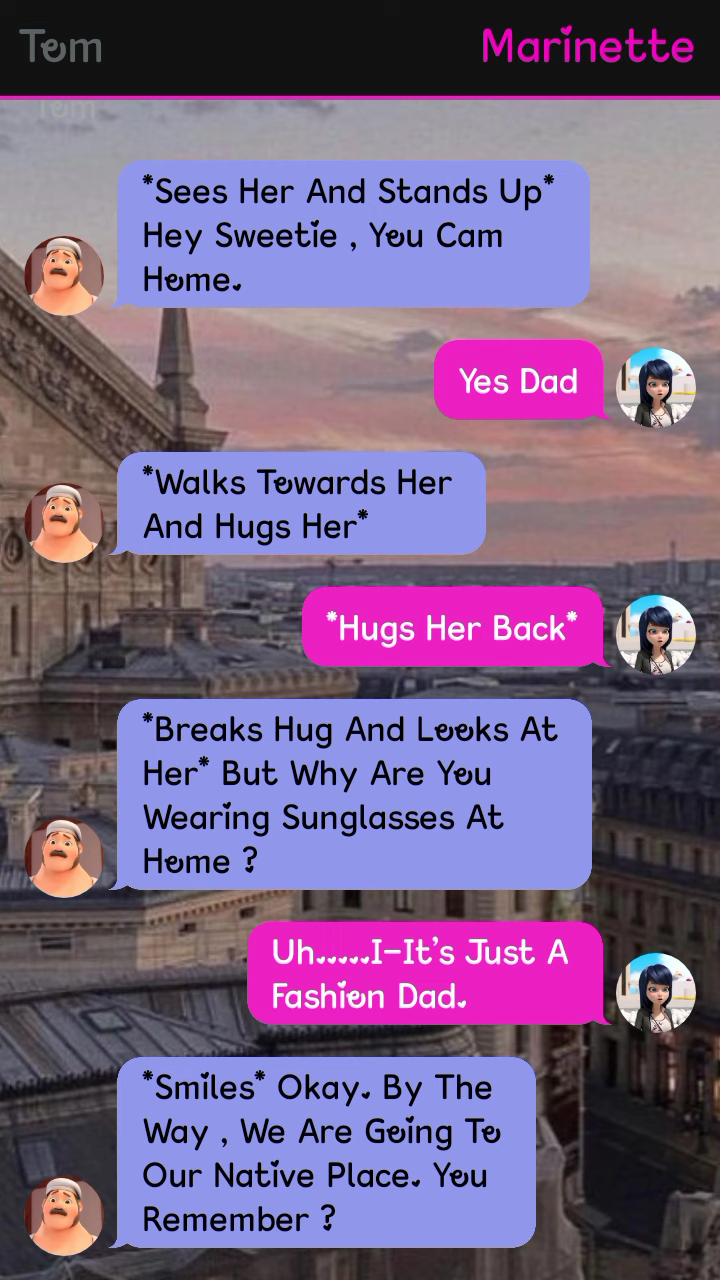 Tom
Marinette
Tom
*Sees Her And Stands Up*
Hey Sweetie , You Cam
Home.
Yes Dad
*Walks Towards Her
And Hugs Her*
*Hugs Her Back*
*Breaks Hug And Looks At
Her* But Why Are You
Wearing Sunglasses At
Home ?
Uh.....I-It's Just A
Fashion Dad.
*Smiles* Okay. By The
Way , We Are Going To
Our Native Place. You
Remember ?